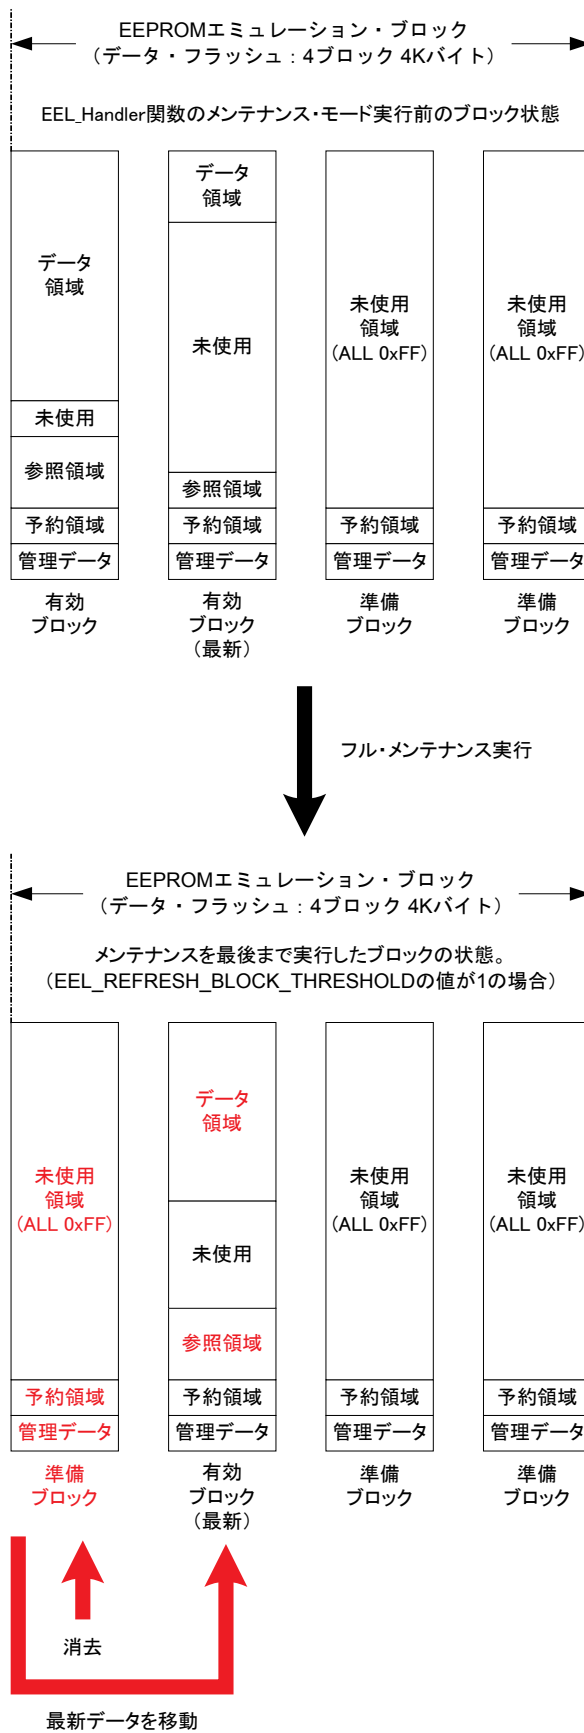 EEPROMエミュレーション・ブロック
(データ・フラッシュ：4ブロック 4Kバイト)
EEL_Handler関数のメンテナンス・モード実行前のブロック状態
データ
領域
未使用
参照領域
予約領域
管理データ
有効
ブロック
データ
領域
未使用
参照領域
予約領域
管理データ
有効
ブロック
(最新)
未使用
領域
(ALL 0xFF)
予約領域
管理データ
準備
ブロック
未使用
領域
(ALL 0xFF)
予約領域
管理データ
準備
ブロック
フル・メンテナンス実行
EEPROMエミュレーション・ブロック
(データ・フラッシュ：4ブロック 4Kバイト)
メンテナンスを最後まで実行したブロックの状態。
(EEL_REFRESH_BLOCK_THRESHOLDの値が1の場合)
未使用
領域
(ALL 0xFF)
予約領域
管理データ
準備
ブロック
データ
領域
未使用
参照領域
予約領域
管理データ
有効
ブロック
(最新)
未使用
領域
(ALL 0xFF)
予約領域
管理データ
準備
ブロック
未使用
領域
(ALL 0xFF)
予約領域
管理データ
準備
ブロック
消去
最新データを移動